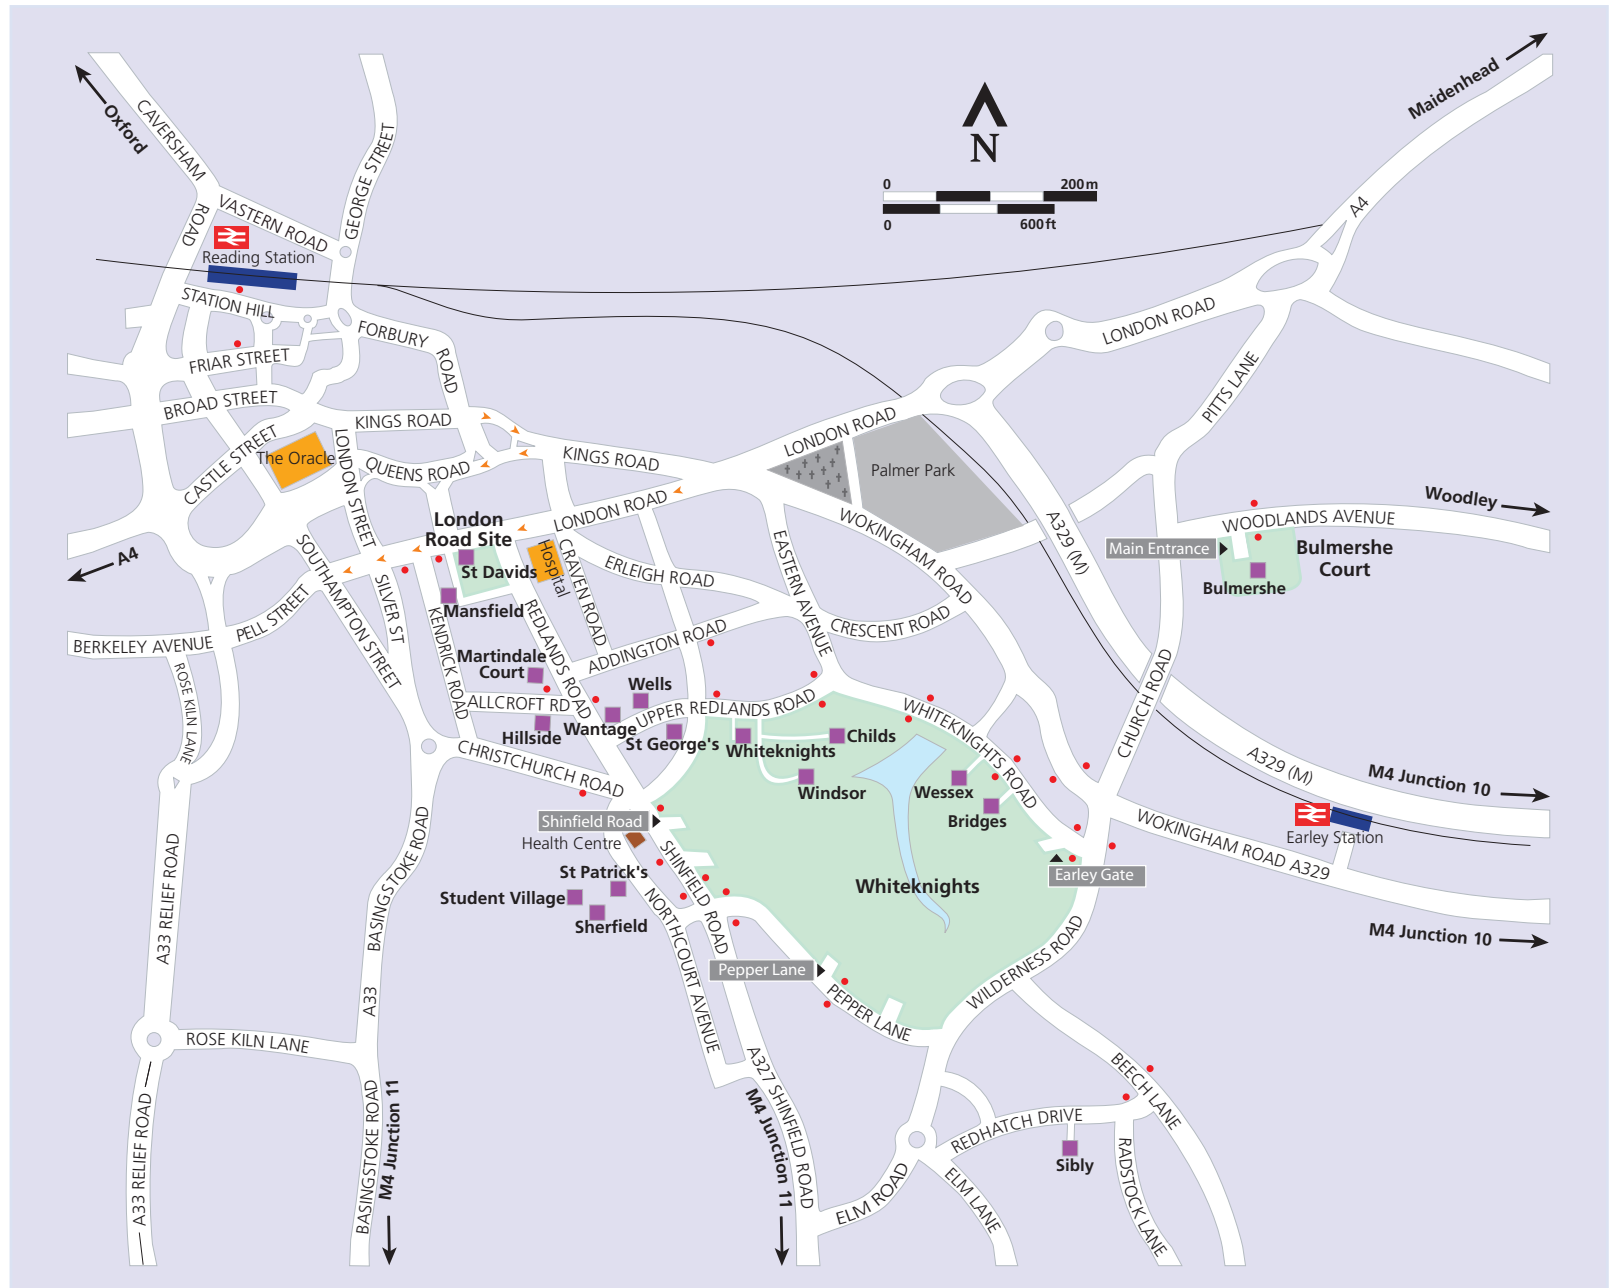 Oxford
CAVERSHAM
ROAD
VASTERN ROAD
GEORGE STREET
Reading Station
STATION HILL
FORBURY
ROAD
FRIAR STREET
BROAD STREET
CASTLE STREET
The Oracle
KINGS ROAD
LONDON STREET
QUEENS ROAD
KINGS ROAD
N
0
200m
0
600ft
Maidenhead
A4
LONDON ROAD
PITTS LANE
LONDON ROAD
Palmer Park
LONDON ROAD
WOKINGHAM ROAD
A329 (M)
Woodley
WOODLANDS AVENUE
Main Entrance
Bulmershe
Court
Bulmershe
A4
London
Road Site
St Davids
Hospital
CRAVEN ROAD
ERLEIGH ROAD
EASTERN AVENUE
CRESCENT ROAD
SOUTHAMPTON STREET
SILVER ST
KENDRICK ROAD
Mansfield
REDLANDS ROAD
ADDINGTON ROAD
PELL STREET
BERKELEY AVENUE
ROSE KILN LANE
Martindale
Court
ALLCROFT RD
Hillside
Wantage
Wells
UPPER REDLANDS ROAD
St George's
Whiteknights
Childs
Windsor
WHITEKNIGHTS ROAD
Wessex
Bridges
CHURCH ROAD
A329 (M)
M4 Junction 10
Earley Station
WOKINGHAM ROAD A329
M4 Junction 10
Earley Gate
CHRISTCHURCH ROAD
Shinfield Road
Health Centre
St Patrick's
Student Village
Sherfield
SHINFIELD ROAD
NORTHCOURT AVENUE
Whiteknights
Pepper Lane
PEPPER LANE
WILDERNESS ROAD
A33 RELIEF ROAD
BASINGSTOKE ROAD
A33
ROSE KILN LANE
A33 RELIEF ROAD
BASINGSTOKE ROAD
M4 Junction 11
A327 SHINFIELD ROAD
M4 Junction 11
BEECH LANE
REDHATCH DRIVE
Sibly
RADSTOCK LANE
ELM ROAD
ELM LANE